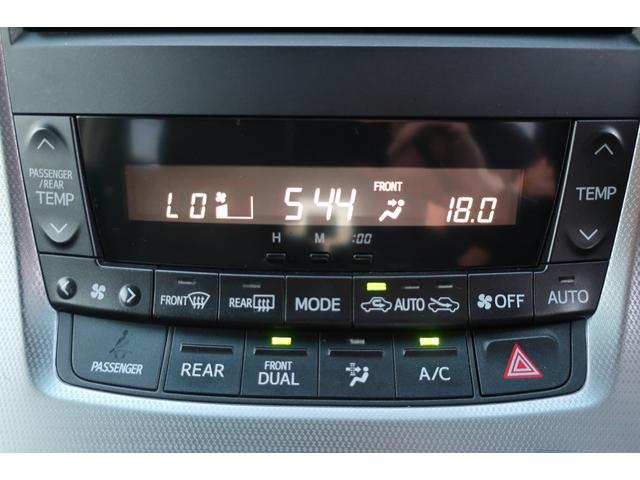 FRONT
LO 5:44 18.0
PASSENGER
/REAR
TEMP
TEMP
H M :00
FRONT REAR MODE AUTO OFF AUTO
PASSENGER
REAR
FRONT
DUAL
A/C